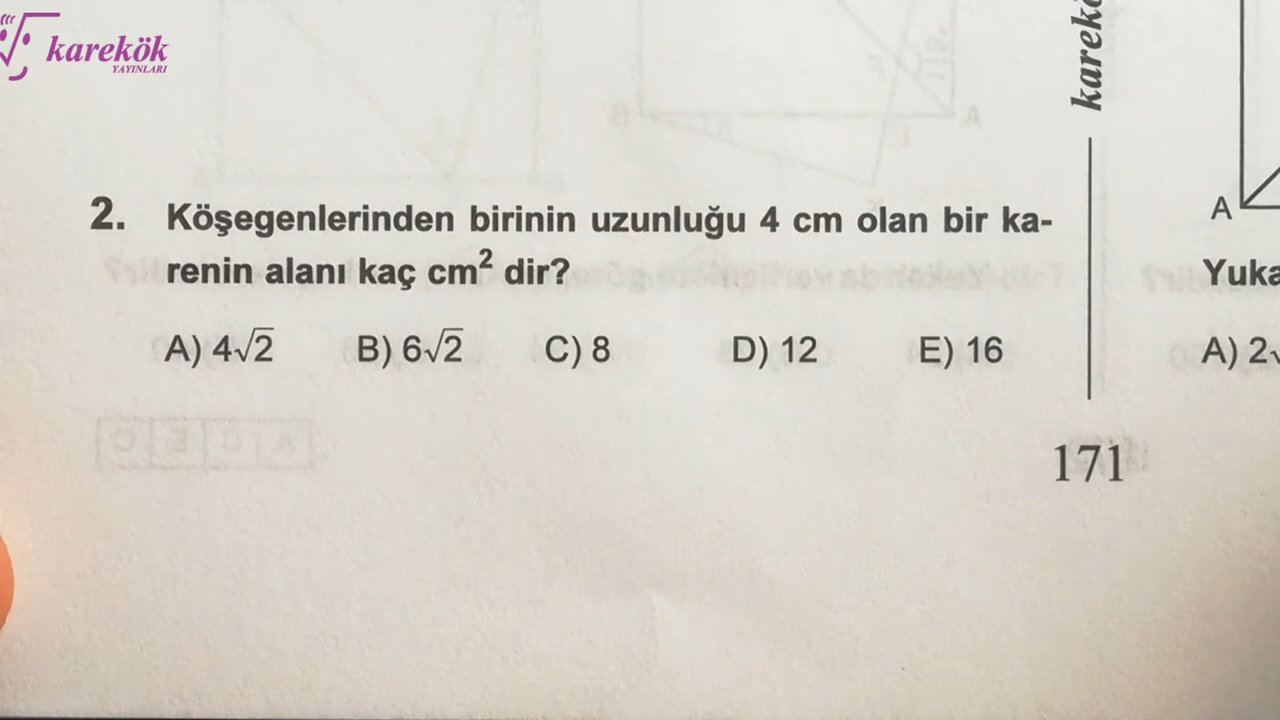 karekök
YAYINLARI
karekö
2. Köşegenlerinden birinin uzunluğu 4 cm olan bir ka-
renin alanı kaç cm² dir?
A) 4√2 B) 6√2 C) 8 D) 12 E) 16
171
A
Yuka
A) 2√